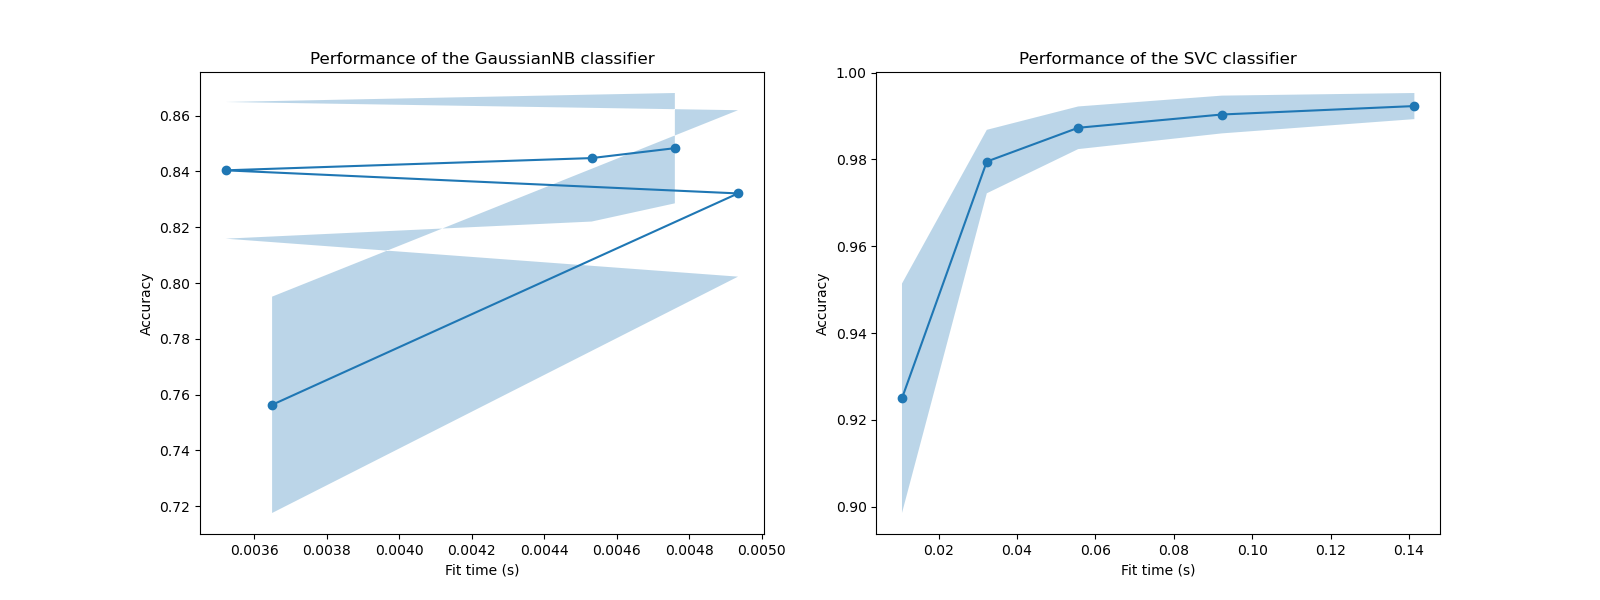 Performance of the GaussianNB classifier
Accuracy
0.86
0.84
0.82
0.80
0.78
0.76
0.74
0.72
0.0036 0.0038 0.0040 0.0042 0.0044 0.0046 0.0048 0.0050
Fit time (s)
Performance of the SVC classifier
Accuracy
1.00
0.98
0.96
0.94
0.92
0.90
0.02 0.04 0.06 0.08 0.10 0.12 0.14
Fit time (s)